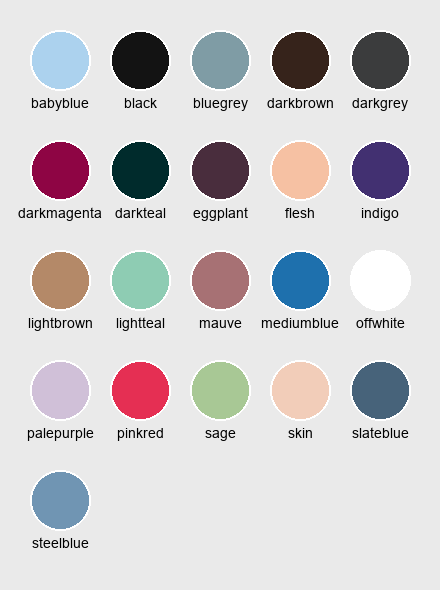 babyblue black bluegrey darkbrown darkgrey
darkmagenta darkteal eggplant flesh indigo
lightbrown lightteal mauve mediumblue offwhite
palepurple pinkred sage skin slateblue
steelblue